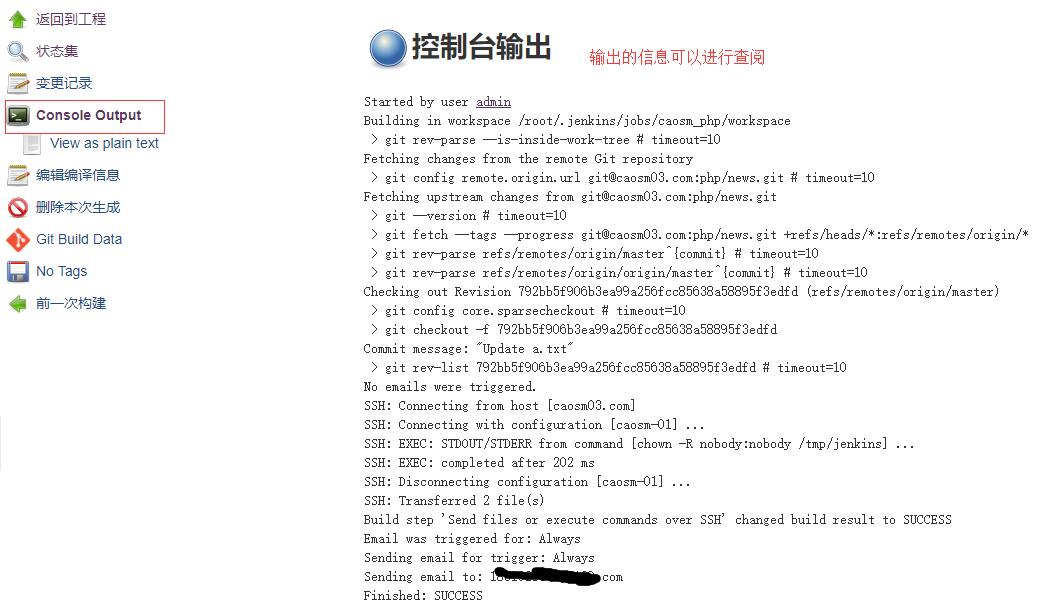 返回到工程
状态集
变更记录
Console Output
View as plain text
编辑编译信息
删除本次生成
Git Build Data
No Tags
前一次构建
控制台输出
输出的信息可以进行查阅
Started by user admin
Building in workspace /root/.jenkins/jobs/caosm_php/workspace
> git rev-parse --is-inside-work-tree # timeout=10
Fetching changes from the remote Git repository
> git config remote.origin.url git@caosm03.com:php/news.git # timeout=10
Fetching upstream changes from git@caosm03.com:php/news.git
> git --version # timeout=10
> git fetch --tags --progress git@caosm03.com:php/news.git +refs/heads/*:refs/remotes/origin/*
> git rev-parse refs/remotes/origin/master^{commit} # timeout=10
> git rev-parse refs/remotes/origin/origin/master^{commit} # timeout=10
Checking out Revision 792bb5f906b3ea99a256fcc85638a58895f3edfd (refs/remotes/origin/master)
> git config core.sparsecheckout # timeout=10
> git checkout -f 792bb5f906b3ea99a256fcc85638a58895f3edfd
Commit message: "Update a.txt"
> git rev-list 792bb5f906b3ea99a256fcc85638a58895f3edfd # timeout=10
No emails were triggered.
SSH: Connecting from host [caosm03.com]
SSH: Connecting with configuration [caosm-01] ...
SSH: EXEC: STDOUT/STDERR from command [chown -R nobody:nobody /tmp/jenkins] ...
SSH: EXEC: completed after 202 ms
SSH: Disconnecting configuration [caosm-01] ...
SSH: Transferred 2 file(s)
Build step 'Send files or execute commands over SSH' changed build result to SUCCESS
Email was triggered for: Always
Sending email for trigger: Always
Sending email to: .com
Finished: SUCCESS